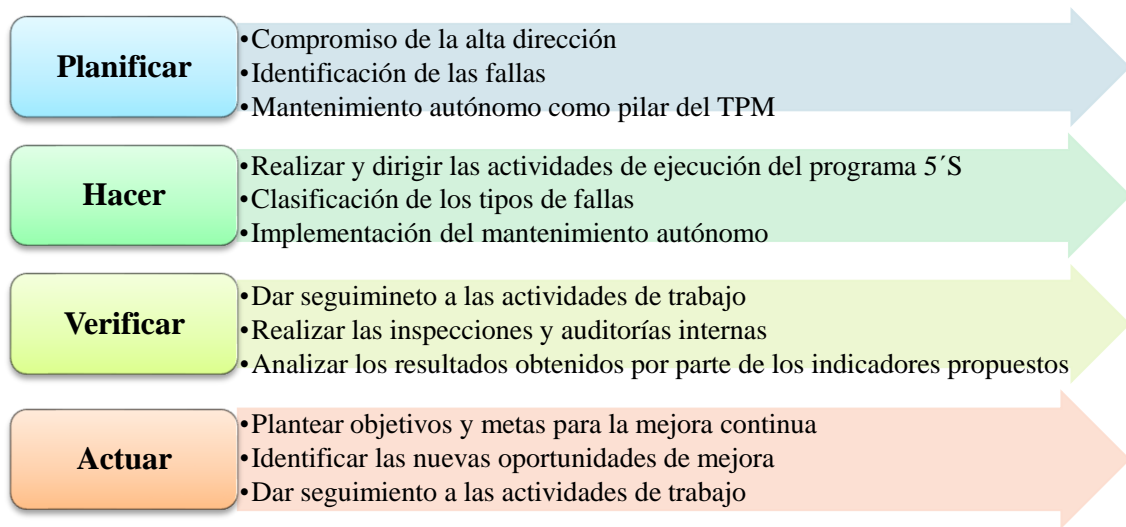 Planificar
•Compromiso de la alta dirección
•Identificación de las fallas
•Mantenimiento autónomo como pilar del TPM
Hacer
•Realizar y dirigir las actividades de ejecución del programa 5´S
•Clasificación de los tipos de fallas
•Implementación del mantenimiento autónomo
Verificar
•Dar seguimineto a las actividades de trabajo
•Realizar las inspecciones y auditorías internas
•Analizar los resultados obtenidos por parte de los indicadores propuestos
Actuar
•Plantear objetivos y metas para la mejora continua
•Identificar las nuevas oportunidades de mejora
•Dar seguimiento a las actividades de trabajo